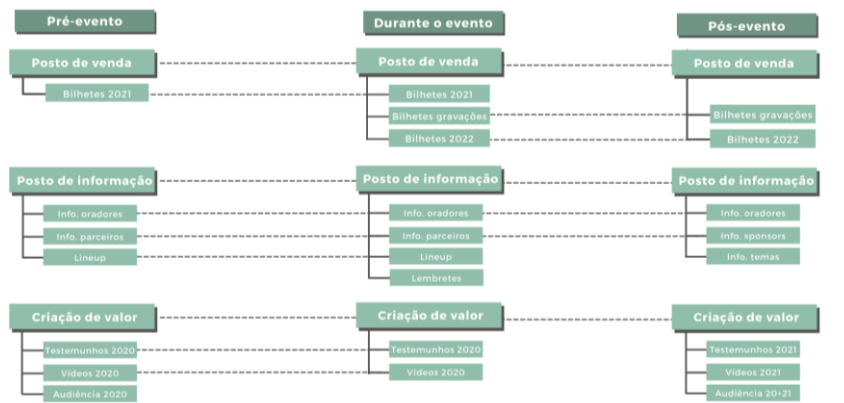 Pré-evento
Durante o evento
Pós-evento
Posto de venda
Posto de venda
Posto de venda
Bilhetes 2021
Bilhetes 2021
Bilhetes gravações
Bilhetes gravações
Bilhetes 2022
Bilhetes 2022
Posto de informação
Posto de informação
Posto de informação
Info. oradores
Info. oradores
Info. oradores
Info. parceiros
Info. parceiros
Info. sponsors
Lineup
Lineup
Info. temas
Lembretes
Criação de valor
Criação de valor
Criação de valor
Testemunhos 2020
Testemunhos 2020
Testemunhos 2021
Vídeos 2020
Vídeos 2020
Vídeos 2021
Audiência 2020
Audiência 20+21